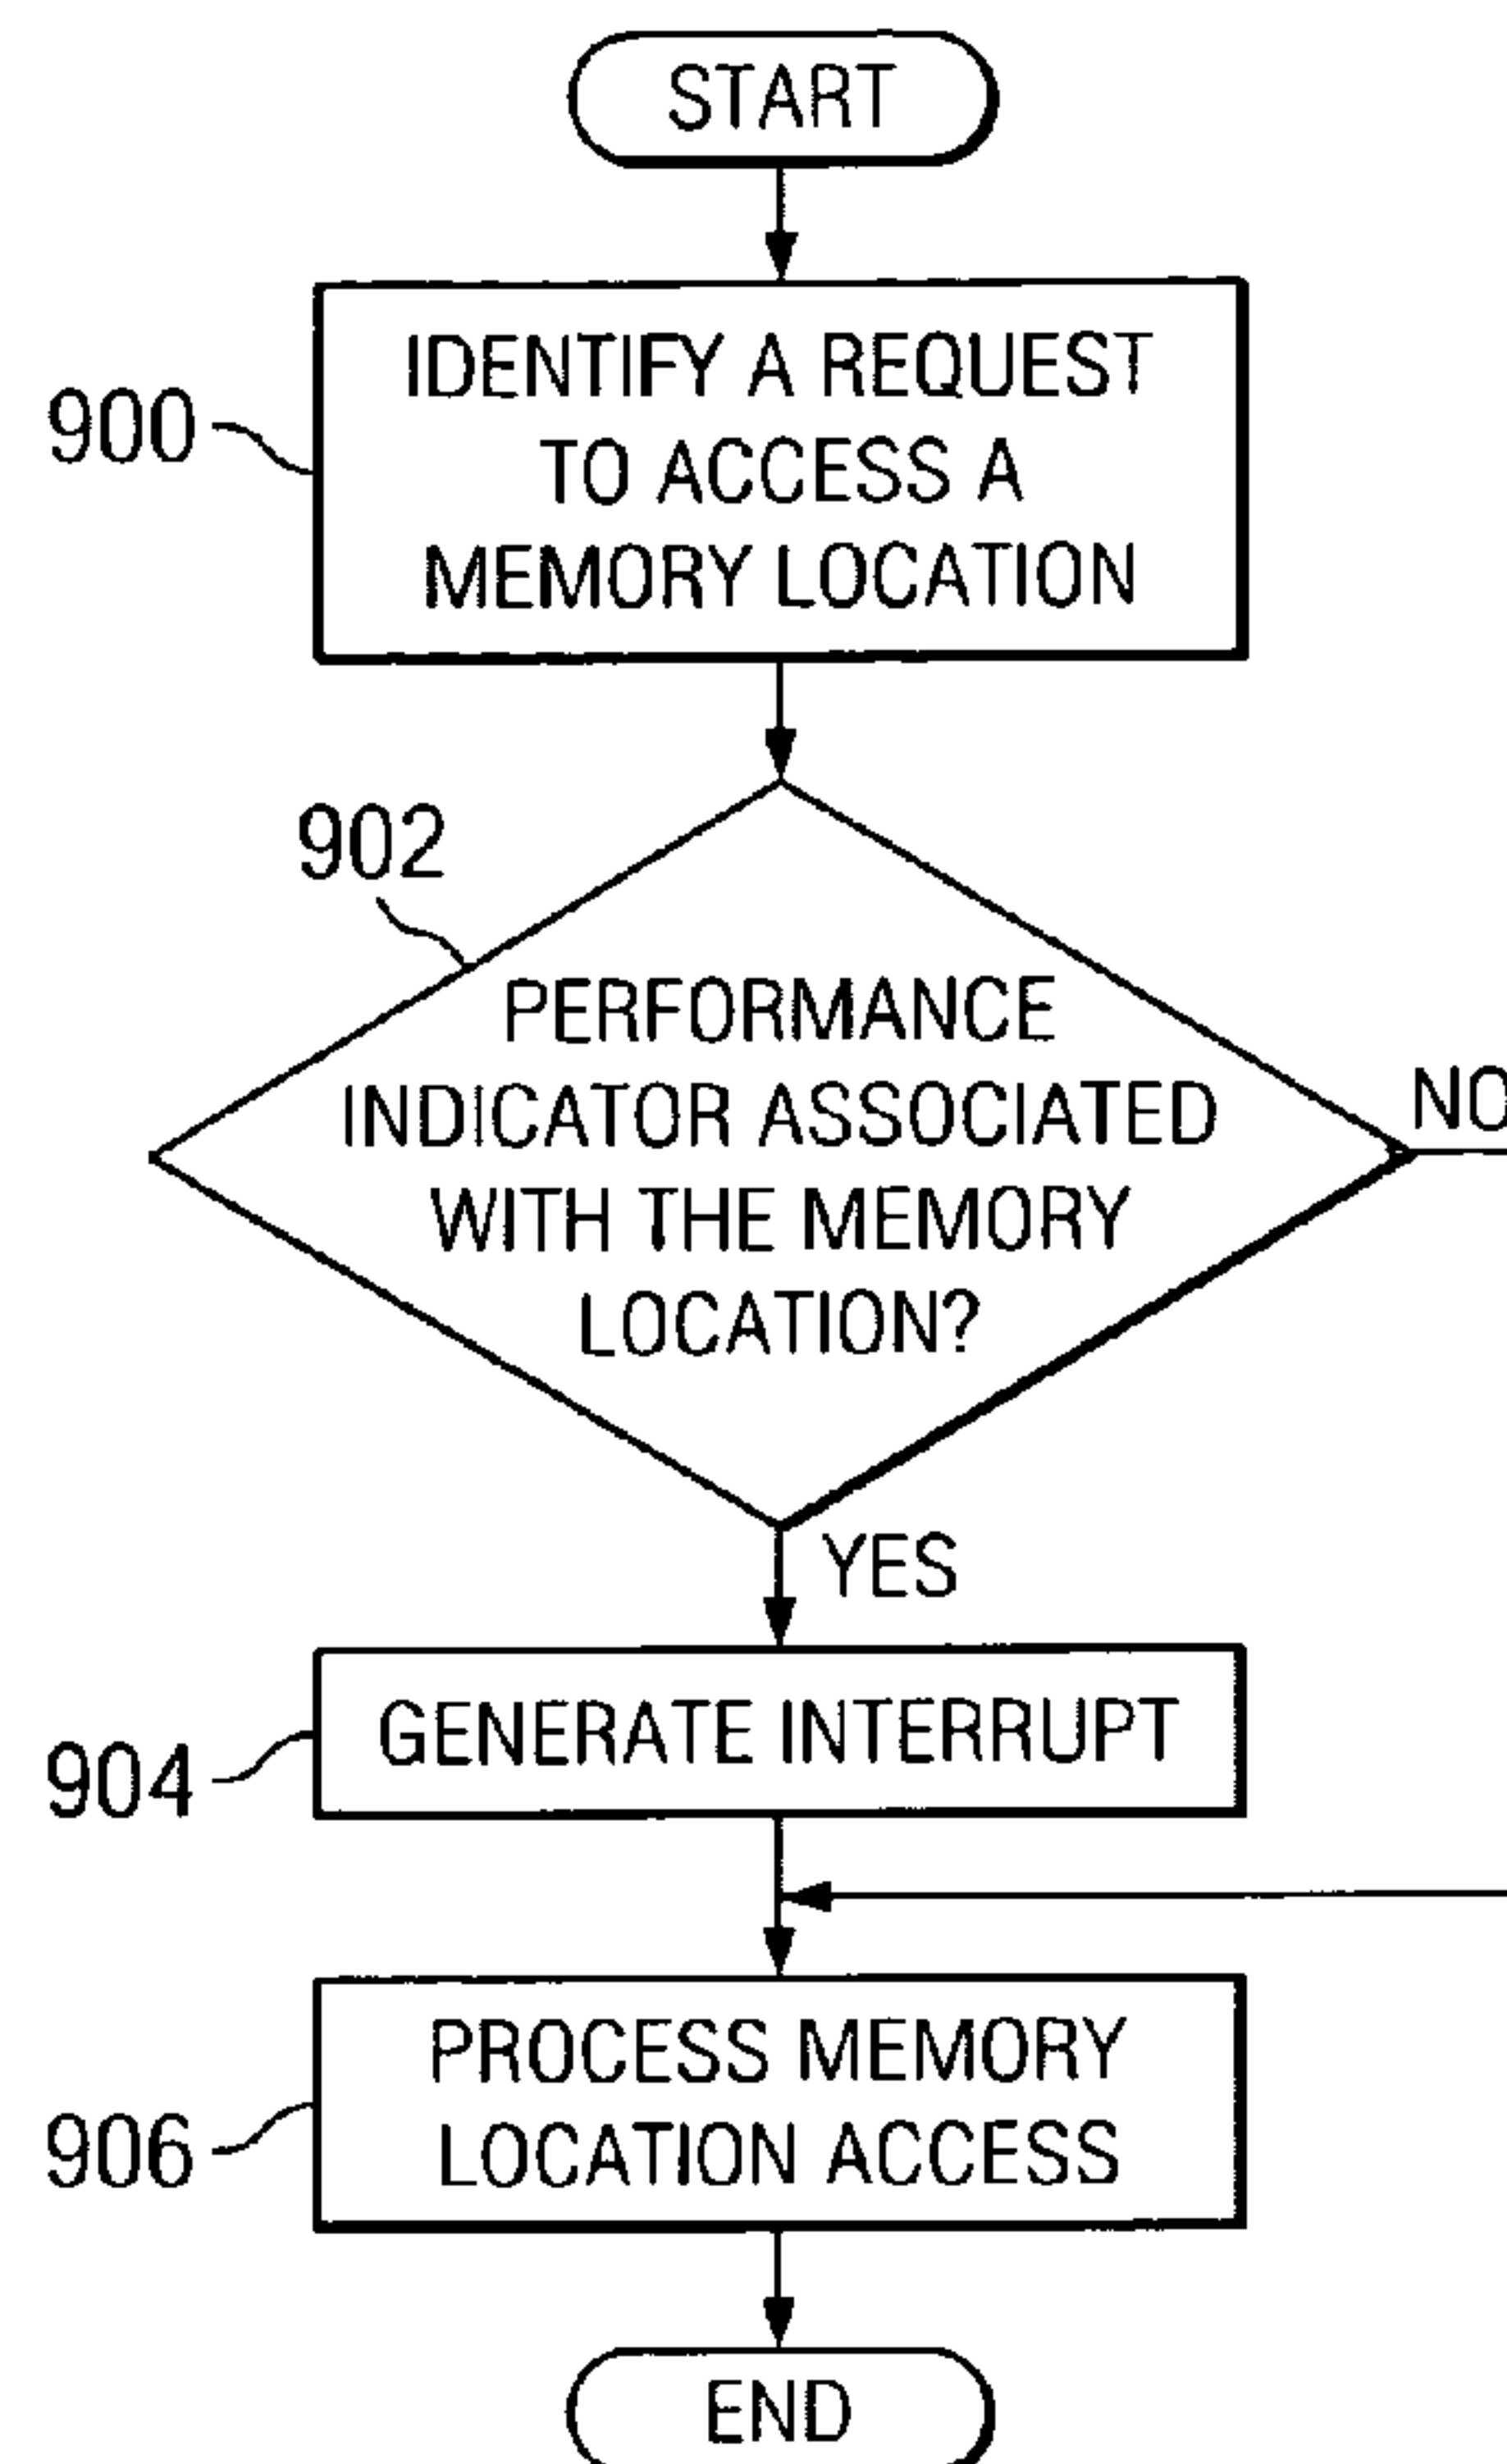 START
900
IDENTIFY A REQUEST
TO ACCESS A
MEMORY LOCATION
902
PERFORMANCE
INDICATOR ASSOCIATED
WITH THE MEMORY
LOCATION?
NO
YES
904
GENERATE INTERRUPT
906
PROCESS MEMORY
LOCATION ACCESS
END